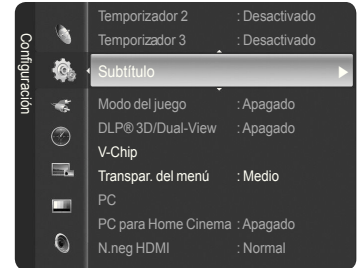 Configuración
Temporizador 2 : Desactivado
Temporizador 3 : Desactivado
Subtítulo
Modo del juego : Apagado
DLP® 3D/Dual-View : Apagado
V-Chip
Transpar. del menú : Medio
PC
PC para Home Cinema : Apagado
N.neg HDMI : Normal